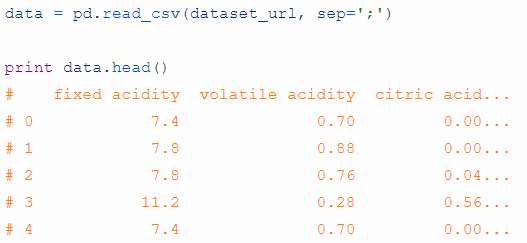 data = pd.read_csv(dataset_url, sep=';')
print data.head()
#    fixed acidity  volatile acidity  citric acid...
# 0            7.4              0.70         0.00...
# 1            7.8              0.88         0.00...
# 2            7.8              0.76         0.04...
# 3           11.2              0.28         0.56...
# 4            7.4              0.70         0.00...